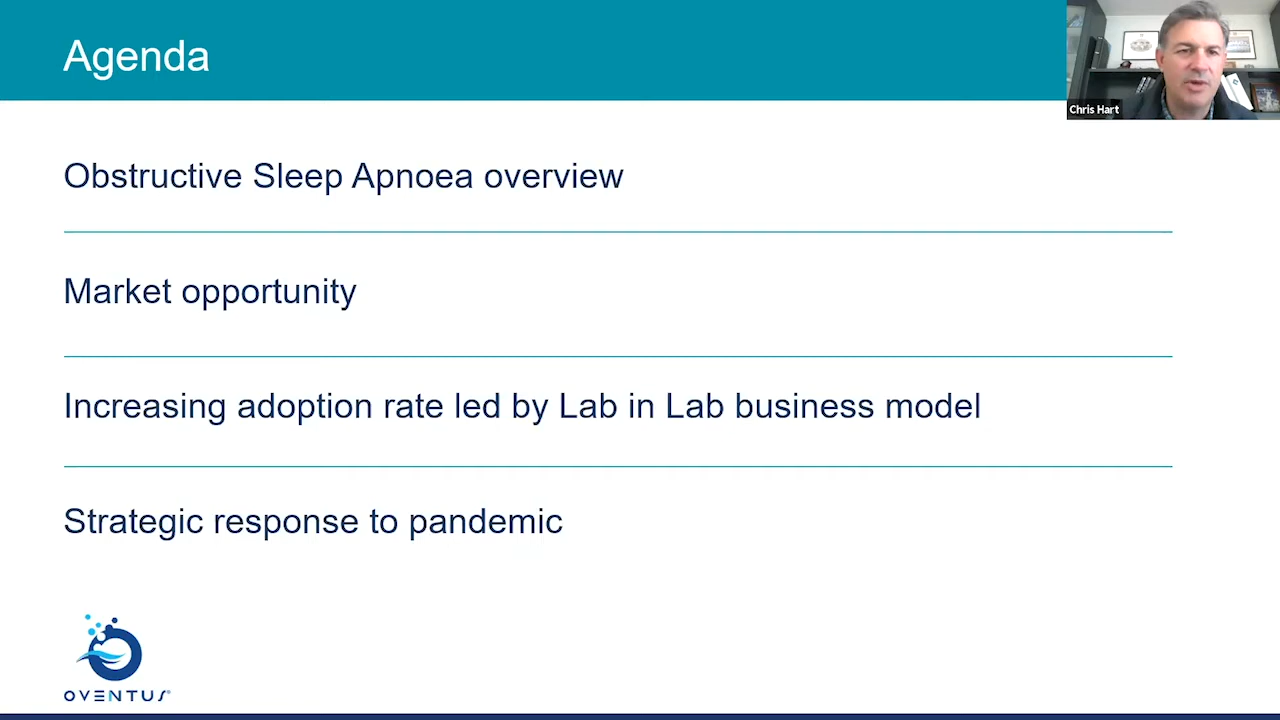 Agenda
Chris Hart
Obstructive Sleep Apnoea overview
Market opportunity
Increasing adoption rate led by Lab in Lab business model
Strategic response to pandemic
OVENTUS®